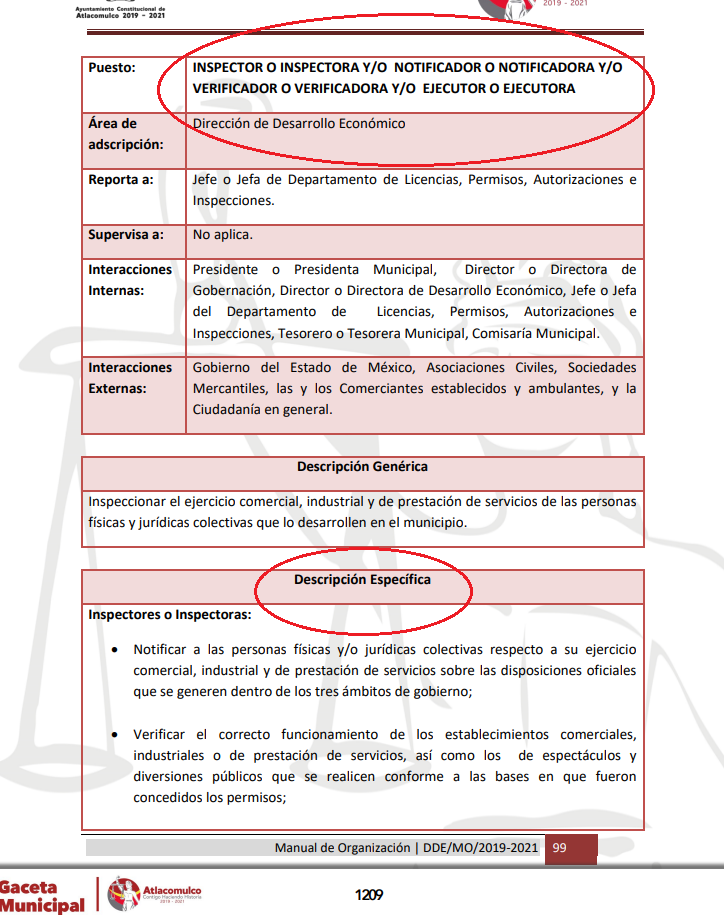 Ayuntamiento Constitucional de
Atlacomulco 2019 - 2021
2019 - 2021
Puesto:
INSPECTOR O INSPECTORA Y/O NOTIFICADOR O NOTIFICADORA Y/O
VERIFICADOR O VERIFICADORA Y/O EJECUTOR O EJECUTORA
Área de
adscripción:
Dirección de Desarrollo Económico
Reporta a:
Jefe o Jefa de Departamento de Licencias, Permisos, Autorizaciones e
Inspecciones.
Supervisa a:
No aplica.
Interacciones
Internas:
Presidente o Presidenta Municipal, Director o Directora de
Gobernación, Director o Directora de Desarrollo Económico, Jefe o Jefa
del Departamento de Licencias, Permisos, Autorizaciones e
Inspecciones, Tesorero o Tesorera Municipal, Comisaría Municipal.
Interacciones
Externas:
Gobierno del Estado de México, Asociaciones Civiles, Sociedades
Mercantiles, las y los Comerciantes establecidos y ambulantes, y la
Ciudadanía en general.
Descripción Genérica
Inspeccionar el ejercicio comercial, industrial y de prestación de servicios de las personas
físicas y jurídicas colectivas que lo desarrollen en el municipio.
Descripción Específica
Inspectores o Inspectoras:
• Notificar a las personas físicas y/o jurídicas colectivas respecto a su ejercicio
comercial, industrial y de prestación de servicios sobre las disposiciones oficiales
que se generen dentro de los tres ámbitos de gobierno;
• Verificar el correcto funcionamiento de los establecimientos comerciales,
industriales o de prestación de servicios, así como los de espectáculos y
diversiones públicos que se realicen conforme a las bases en que fueron
concedidos los permisos;
Manual de Organización | DDE/MO/2019-2021 99
Gaceta
Municipal
Atlacomulco
Contigo Haciendo Historia
2019 - 2021
1209